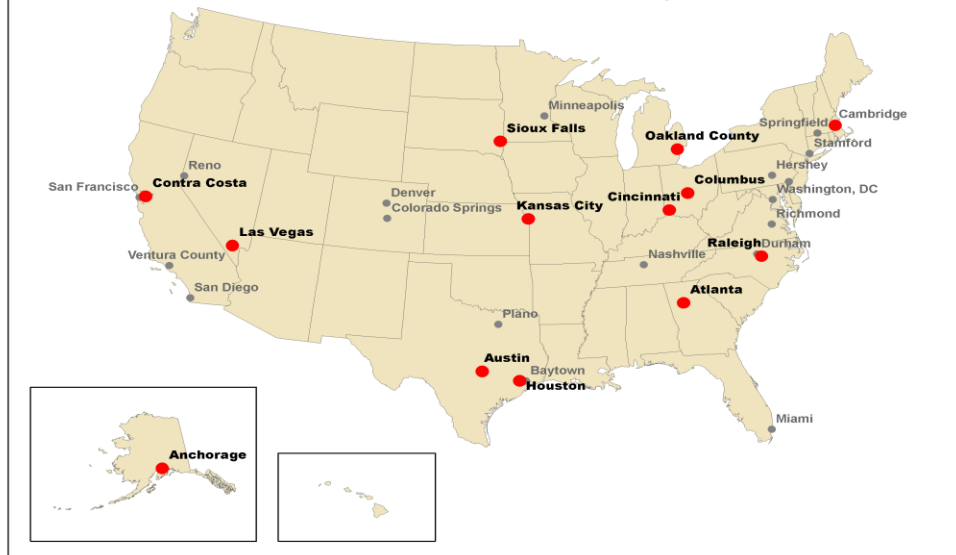 Minneapolis
Cambridge
Springfield
Sioux Falls
Oakland County
Stamford
Reno
Hershey
San Francisco
Contra Costa
Columbus
Washington, DC
Denver
Cincinnati
Kansas City
Colorado Springs
Richmond
Las Vegas
Raleigh
Durham
Ventura County
Nashville
San Diego
Atlanta
Plano
Austin
Baytown
Houston
Miami
Anchorage